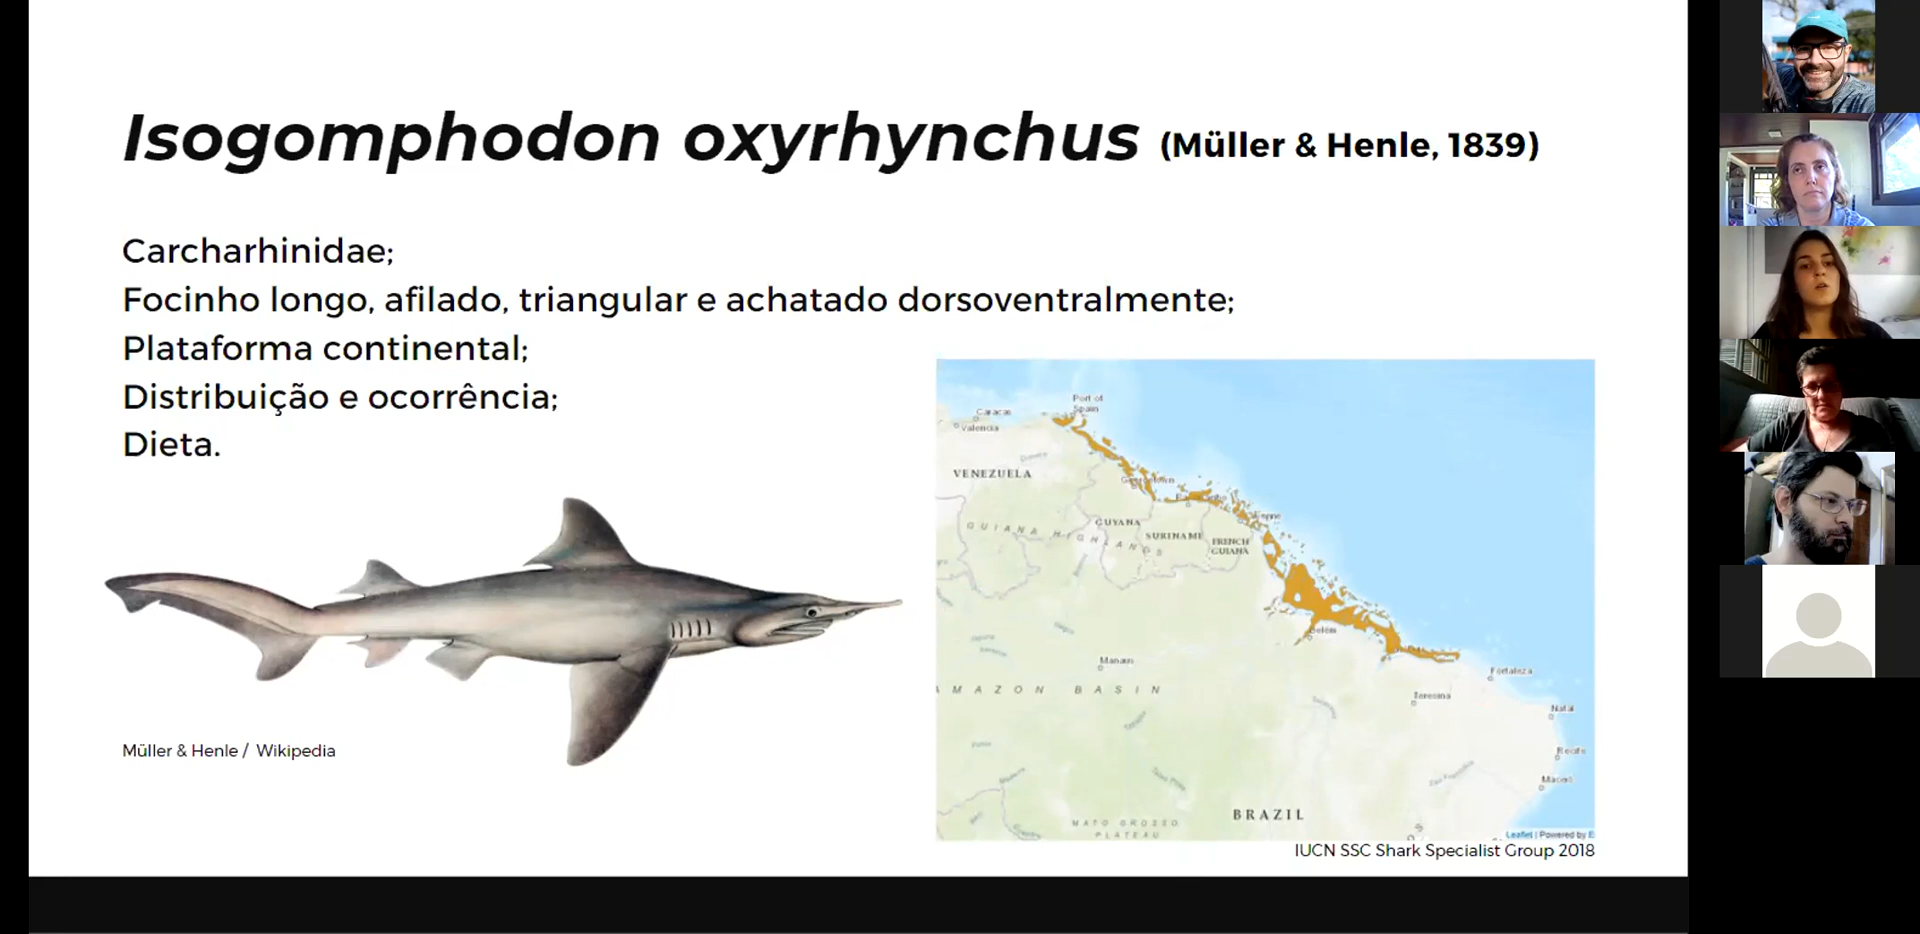 Isogomphodon oxyrhynchus (Müller & Henle, 1839)
Carcharhinidae;
Focinho longo, afilado, triangular e achatado dorsoventralmente;
Plataforma continental;
Distribuição e ocorrência;
Dieta.
Port of
Spain
Caracas
Valencia
VENEZUELA
GUYANA
SURINAME
FRENCH
GUIANA
GUIANA HIGHLANDS
Belém
Manaus
Fortaleza
AMAZON BASIN
Teresina
Natal
Recife
Maceió
BRAZIL
MATO GROSSO
PLATEAU
Leaflet | Powered by E
Müller & Henle / Wikipedia
IUCN SSC Shark Specialist Group 2018